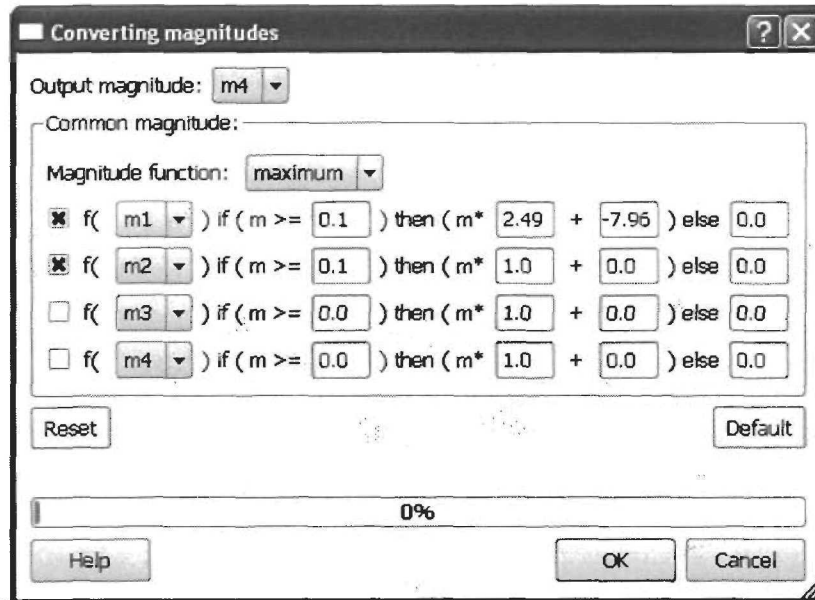 Converting magnitudes
Output magnitude: m4
Common magnitude:
Magnitude function: maximum
f( m1 ) if ( m >= 0.1 ) then ( m* 2.49 + -7.96 ) else 0.0
f( m2 ) if ( m >= 0.1 ) then ( m* 1.0 + 0.0 ) else 0.0
f( m3 ) if ( m >= 0.0 ) then ( m* 1.0 + 0.0 ) else 0.0
f( m4 ) if ( m >= 0.0 ) then ( m* 1.0 + 0.0 ) else 0.0
Reset Default
0%
Help OK Cancel